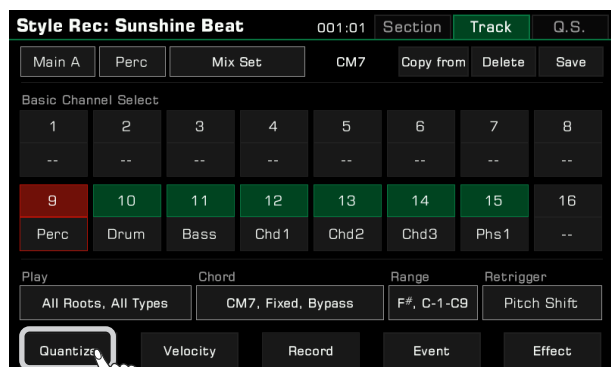 Style Rec: Sunshine Beat 001:01 Section Track Q.S.
Main A Perc Mix Set CM7 Copy from Delete Save
Basic Channel Select
1 2 3 4 5 6 7 8
-- -- -- -- -- -- -- --
9 10 11 12 13 14 15 16
Perc Drum Bass Chd1 Chd2 Chd3 Phs1 --
Play Chord Range Retrigger
All Roots, All Types CM7, Fixed, Bypass F#, C-1-C9 Pitch Shift
Quantize Velocity Record Event Effect